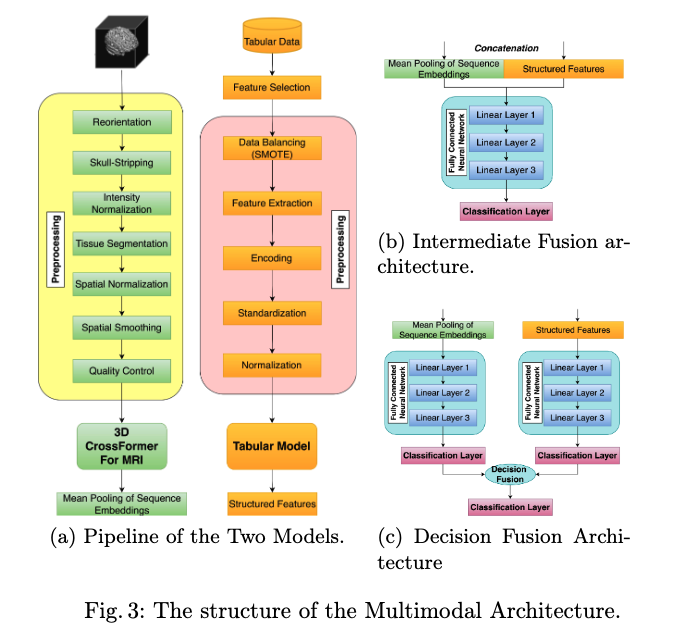 Tabular Data
Feature Selection
Preprocessing
Reorientation
Skull-Stripping
Intensity
Normalization
Tissue Segmentation
Spatial Normalization
Spatial Smoothing
Quality Control
3D
CrossFormer
For MRI
Mean Pooling of Sequence
Embeddings
Data Balancing
(SMOTE)
Feature Extraction
Encoding
Standardization
Normalization
Preprocessing
Tabular Model
Structured Features
(a) Pipeline of the Two Models.
Concatenation
Mean Pooling of Sequence
Embeddings
Structured Features
Fully Connected
Neural Network
Linear Layer 1
Linear Layer 2
Linear Layer 3
Classification Layer
(b) Intermediate Fusion ar-
chitecture.
Mean Pooling of
Sequence Embeddings
Fully Connected
Neural Network
Linear Layer 1
Linear Layer 2
Linear Layer 3
Classification Layer
Structured Features
Fully Connected
Neural Network
Linear Layer 1
Linear Layer 2
Linear Layer 3
Classification Layer
Decision
Fusion
Classification Layer
(c) Decision Fusion Archi-
tecture
Fig. 3: The structure of the Multimodal Architecture.